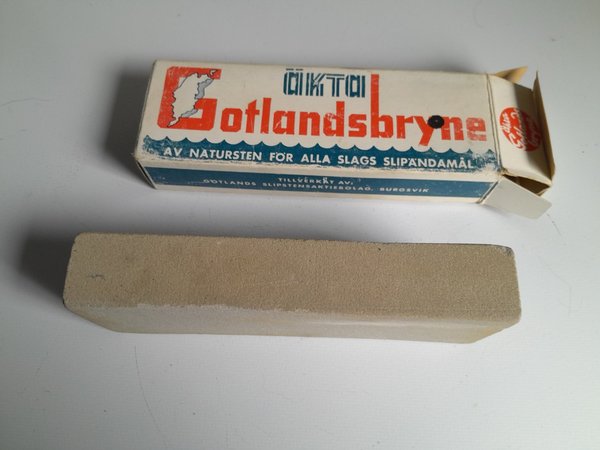 äkta
Gotlandsbryne
AV NATURSTEN FÖR ALLA SLAGS SLIPÄNDAMÅL
TILLVERKAT AV:
GOTLANDS SLIPSTENSAKTIEBOLAG, BURGSVIK